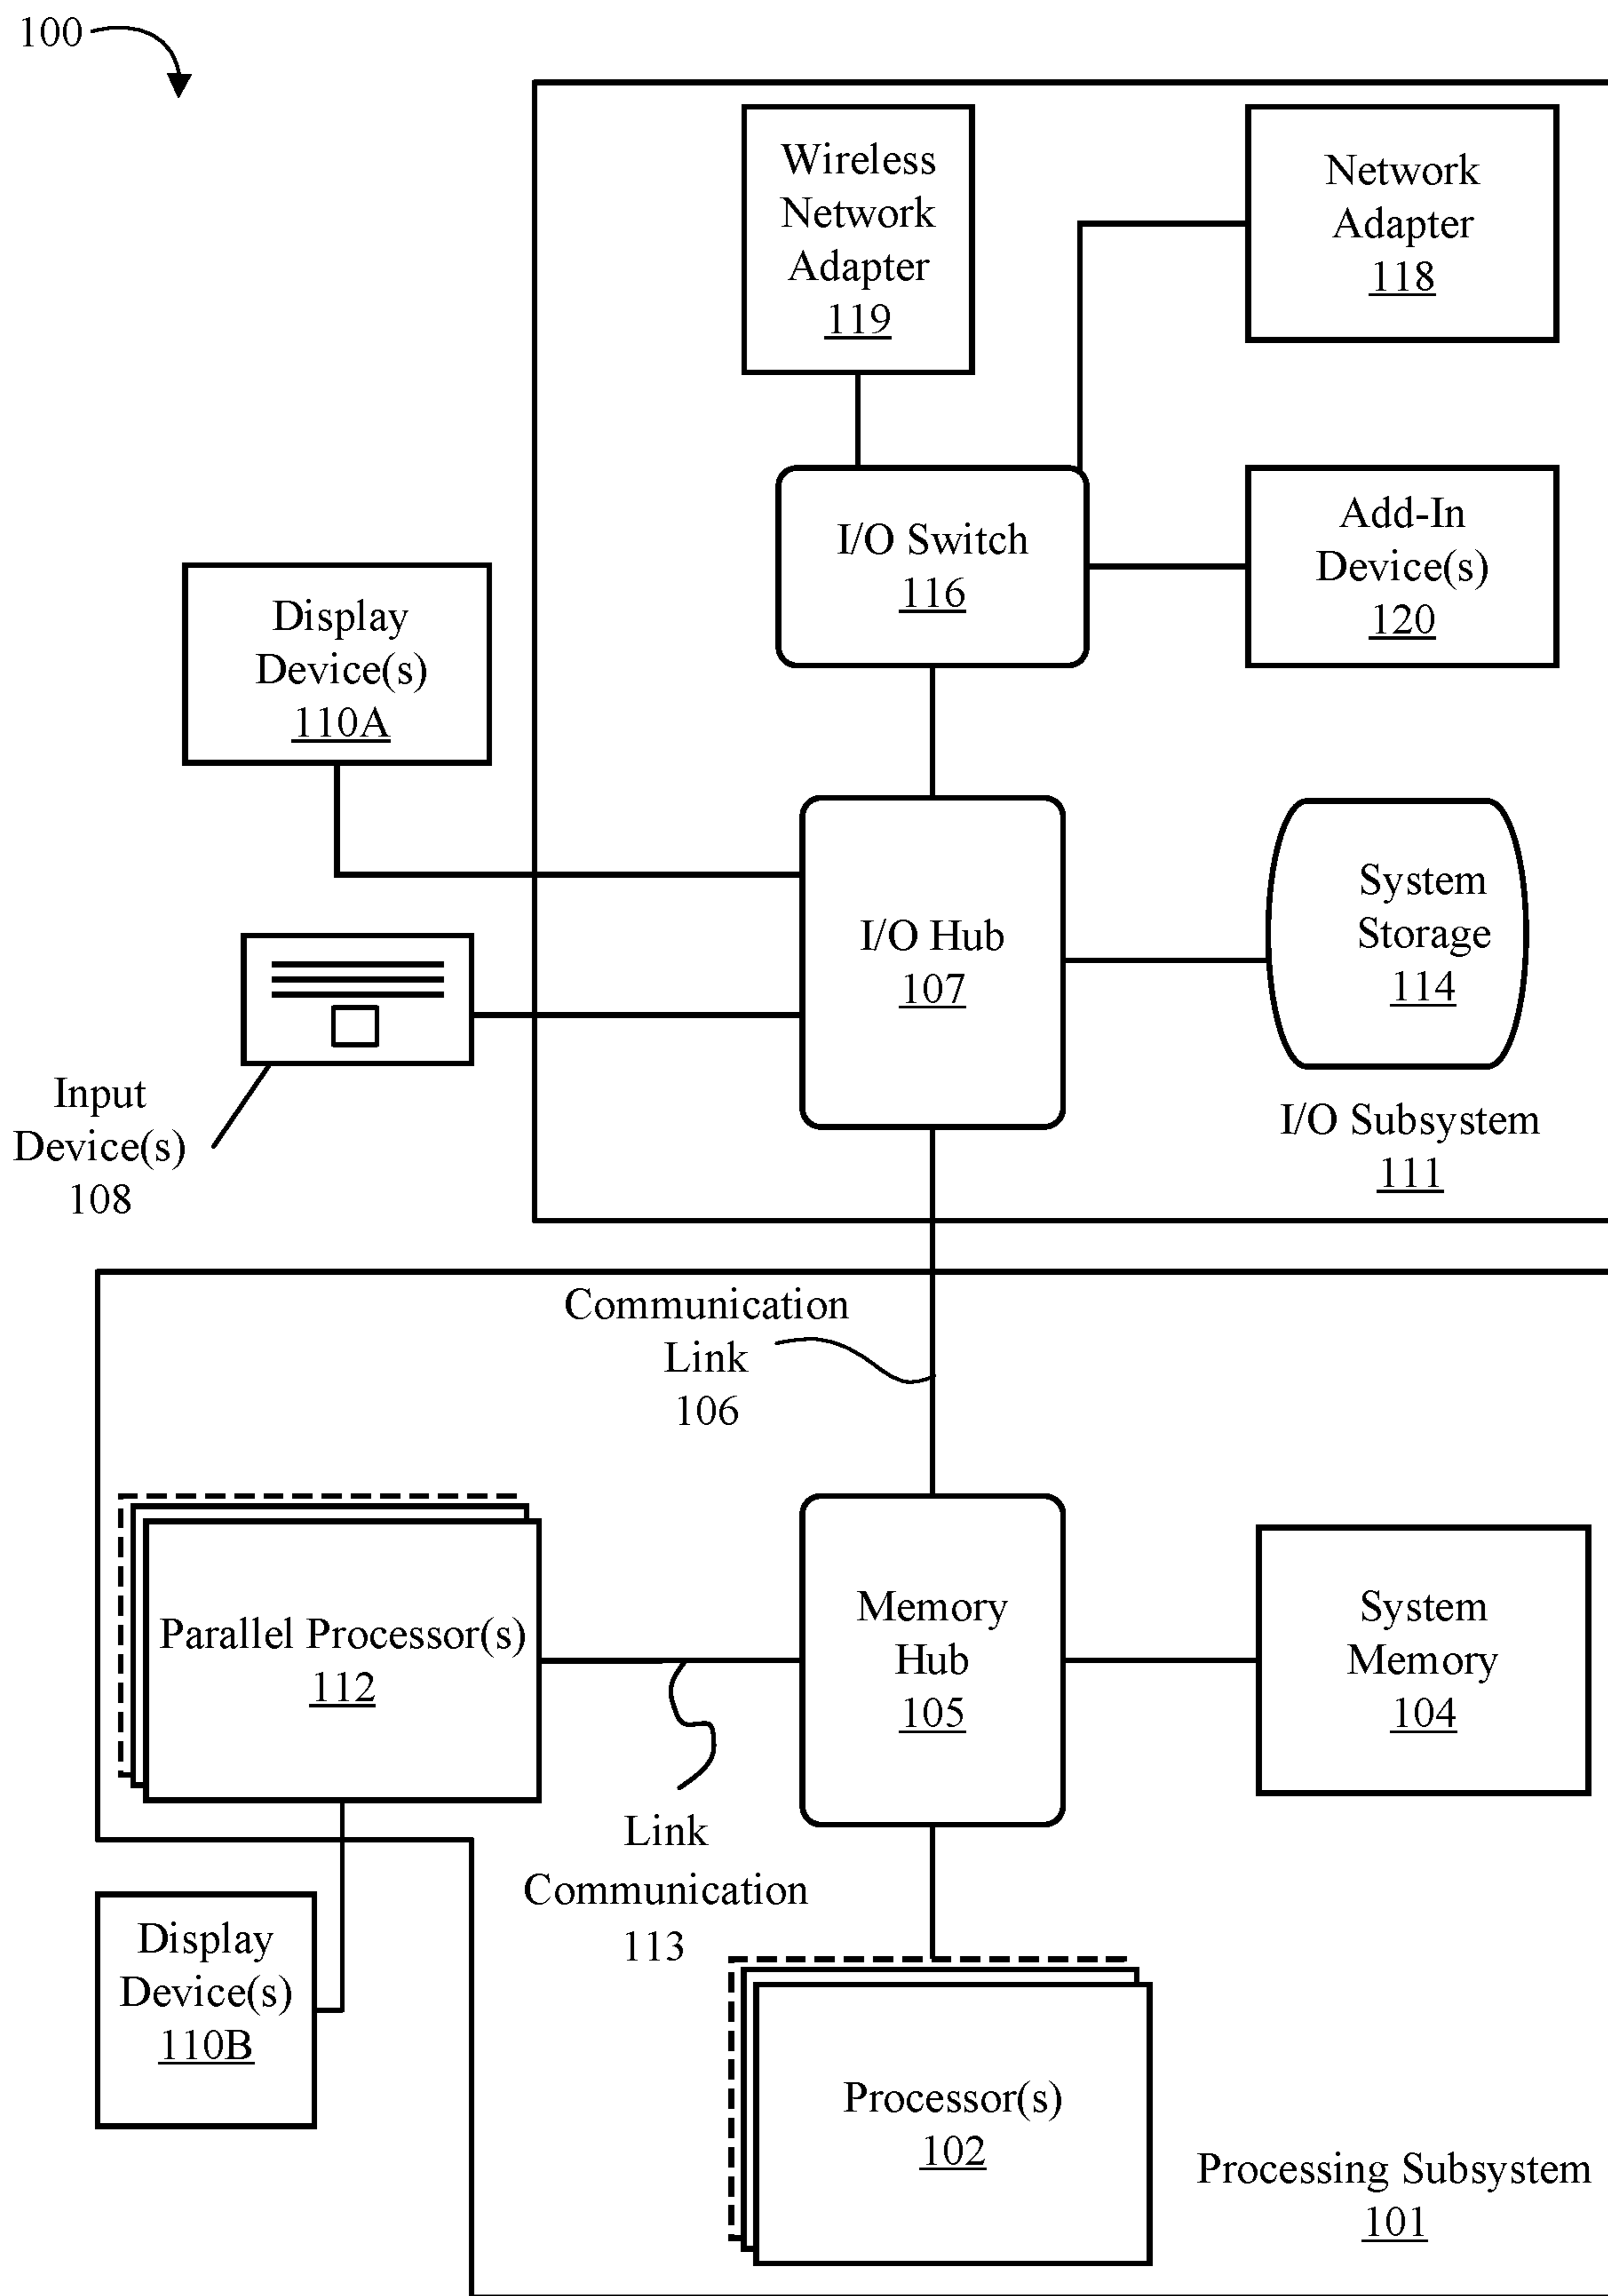 100
Wireless
Network
Adapter
119
Network
Adapter
118
I/O Switch
116
Add-In
Device(s)
120
Display
Device(s)
110A
I/O Hub
107
System
Storage
114
Input
Device(s)
108
I/O Subsystem
111
Communication
Link
106
Parallel Processor(s)
112
Memory
Hub
105
System
Memory
104
Link
Communication
113
Display
Device(s)
110B
Processor(s)
102
Processing Subsystem
101